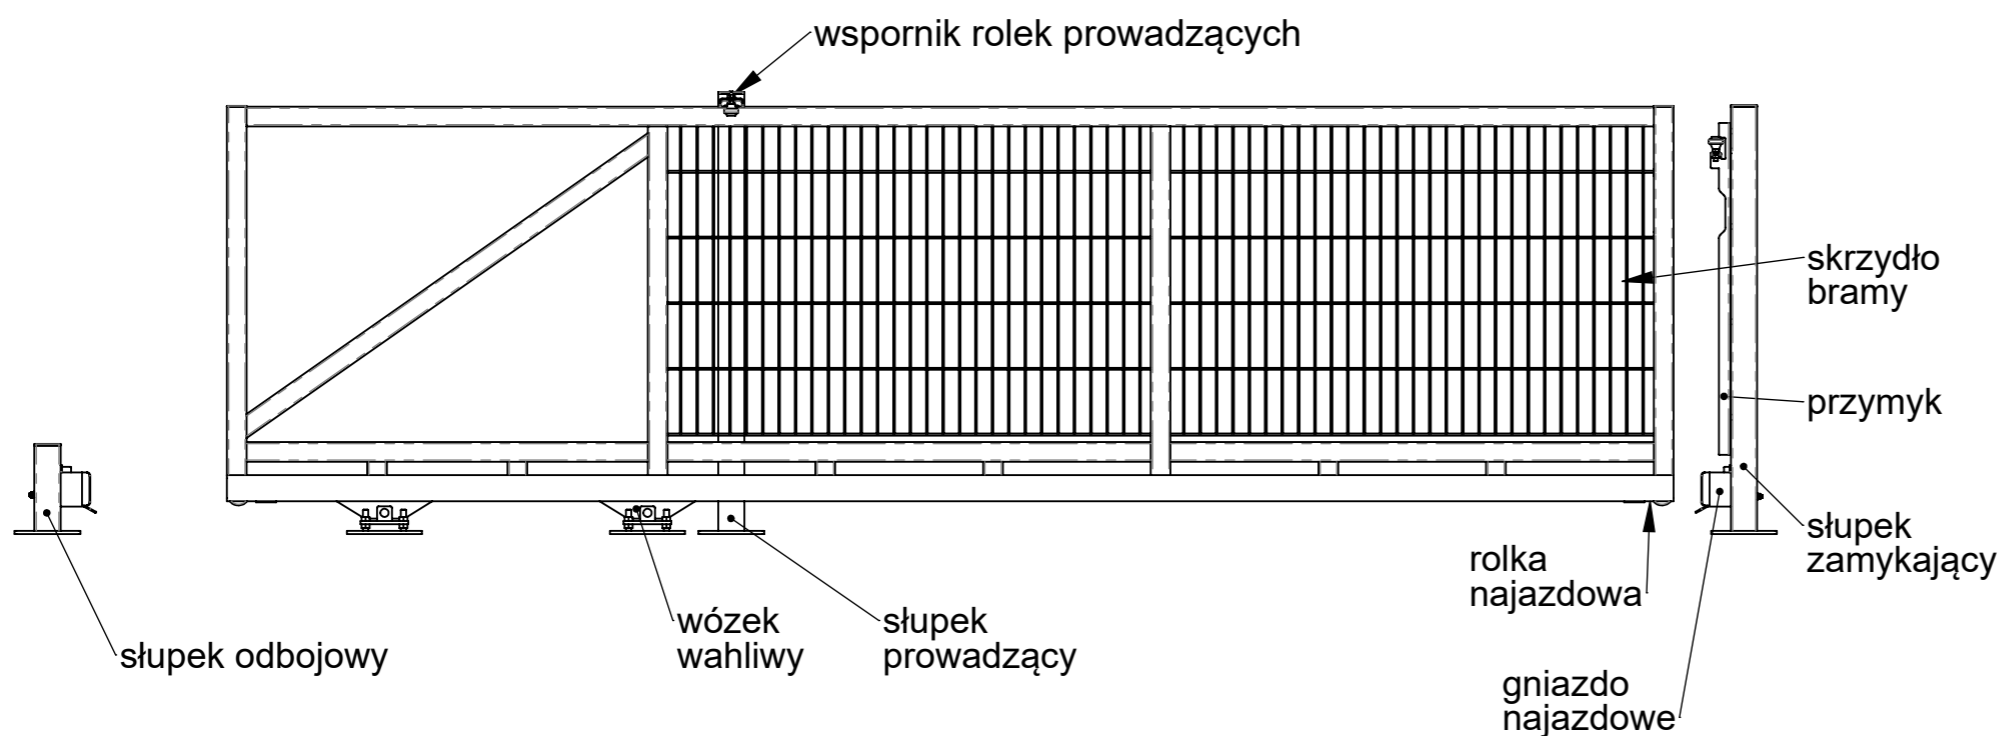 wspornik rolek prowadzących
skrzydło
bramy
przymyk
słupek
zamykający
rolka
najazdowa
wózek
wahliwy
słupek
prowadzący
słupek odbojowy
gniazdo
najazdowe